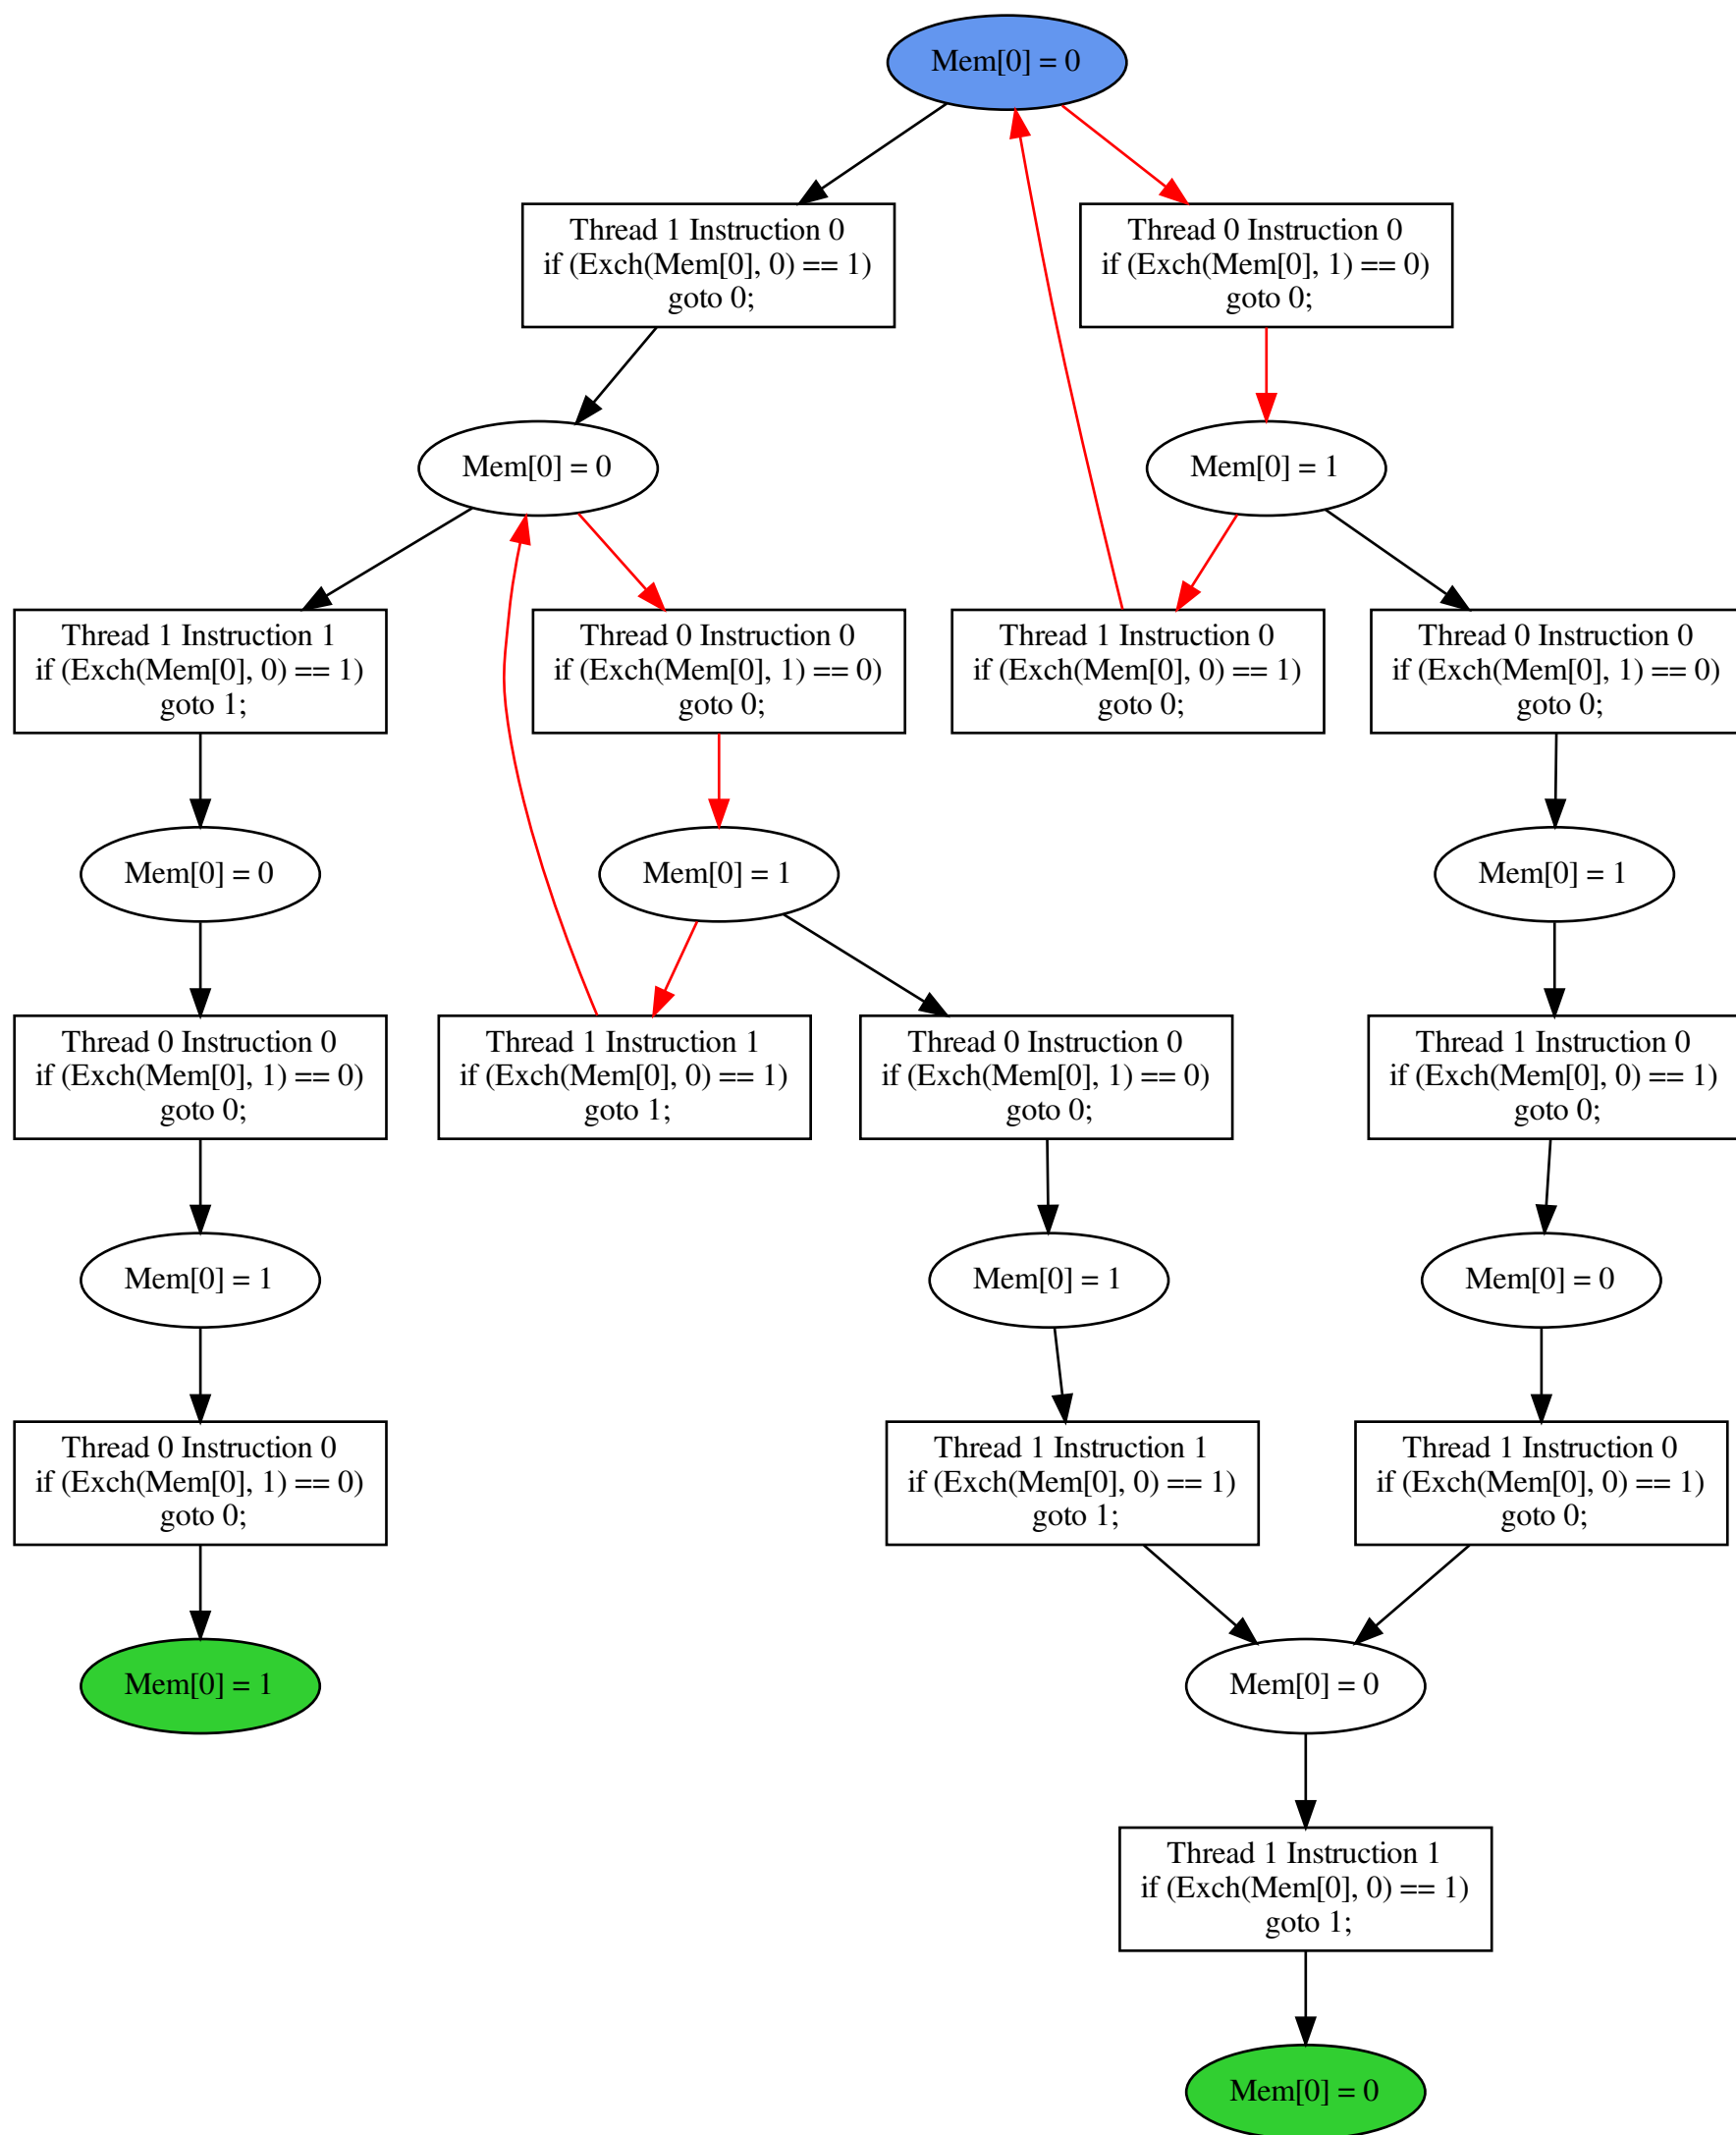 Mem[0] = 0
Thread 1 Instruction 0
if (Exch(Mem[0], 0) == 1)
goto 0;
Thread 0 Instruction 0
if (Exch(Mem[0], 1) == 0)
goto 0;
Mem[0] = 0
Mem[0] = 1
Thread 1 Instruction 1
if (Exch(Mem[0], 0) == 1)
goto 1;
Thread 0 Instruction 0
if (Exch(Mem[0], 1) == 0)
goto 0;
Thread 1 Instruction 0
if (Exch(Mem[0], 0) == 1)
goto 0;
Thread 0 Instruction 0
if (Exch(Mem[0], 1) == 0)
goto 0;
Mem[0] = 0
Mem[0] = 1
Mem[0] = 1
Thread 0 Instruction 0
if (Exch(Mem[0], 1) == 0)
goto 0;
Thread 1 Instruction 1
if (Exch(Mem[0], 0) == 1)
goto 1;
Thread 0 Instruction 0
if (Exch(Mem[0], 1) == 0)
goto 0;
Thread 1 Instruction 0
if (Exch(Mem[0], 0) == 1)
goto 0;
Mem[0] = 1
Mem[0] = 1
Mem[0] = 0
Thread 0 Instruction 0
if (Exch(Mem[0], 1) == 0)
goto 0;
Thread 1 Instruction 1
if (Exch(Mem[0], 0) == 1)
goto 1;
Thread 1 Instruction 0
if (Exch(Mem[0], 0) == 1)
goto 0;
Mem[0] = 1
Mem[0] = 0
Thread 1 Instruction 1
if (Exch(Mem[0], 0) == 1)
goto 1;
Mem[0] = 0